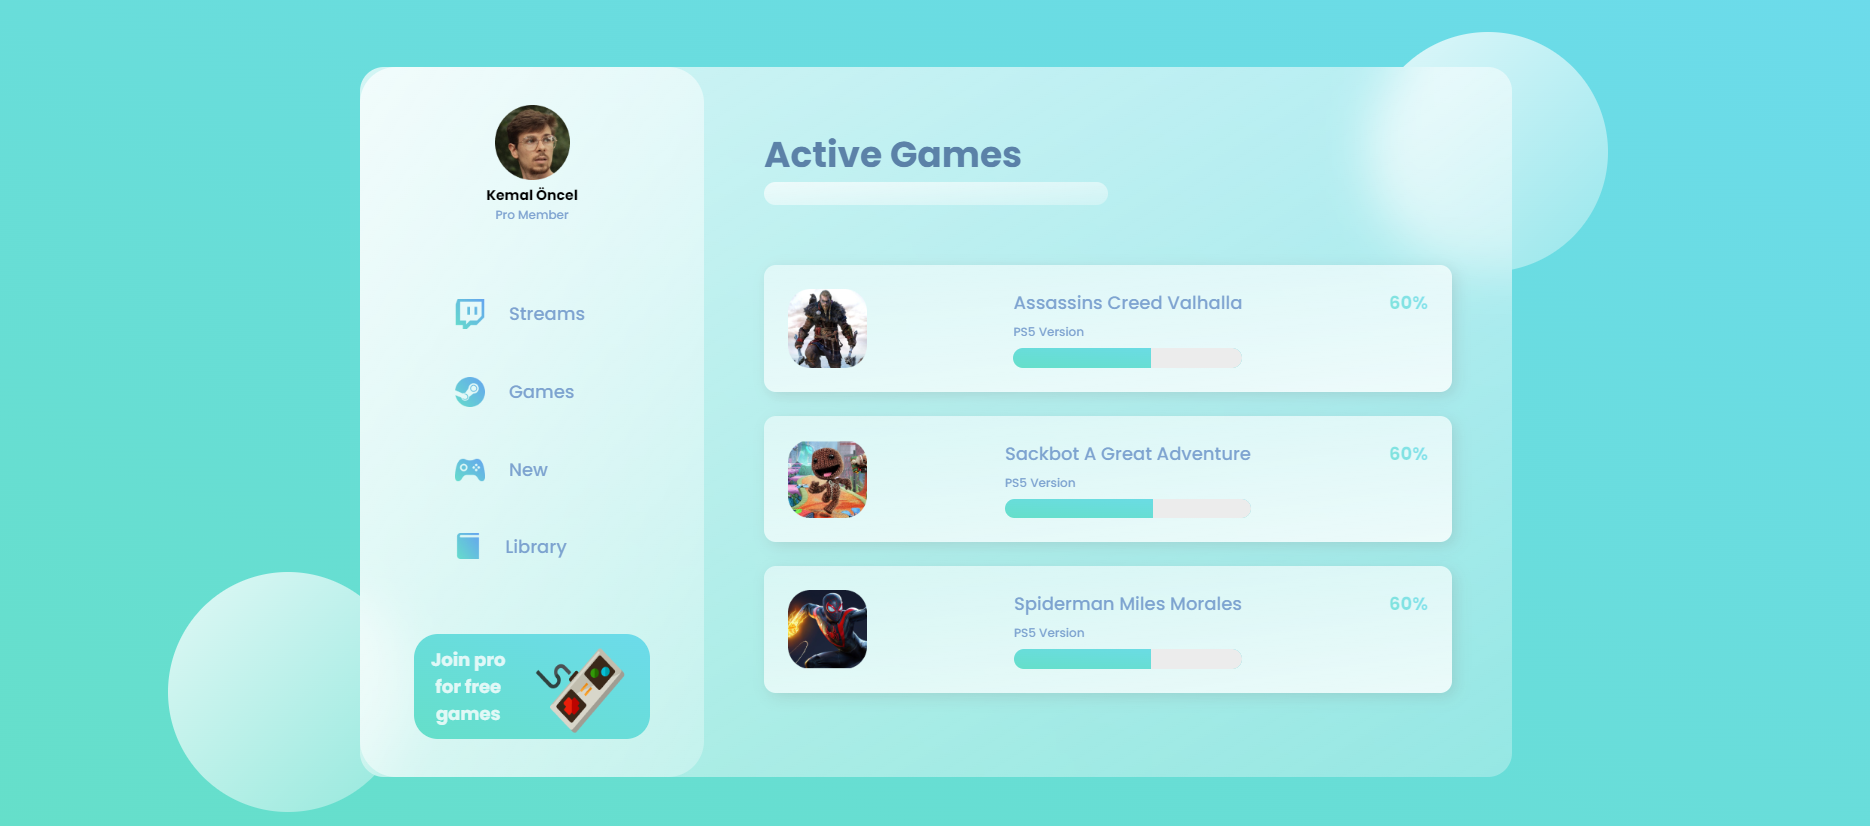 Kemal Öncel
Pro Member
Streams
Games
New
Library
Join pro
for free
games
Active Games
Assassins Creed Valhalla
60%
PS5 Version
Sackbot A Great Adventure
60%
PS5 Version
Spiderman Miles Morales
60%
PS5 Version